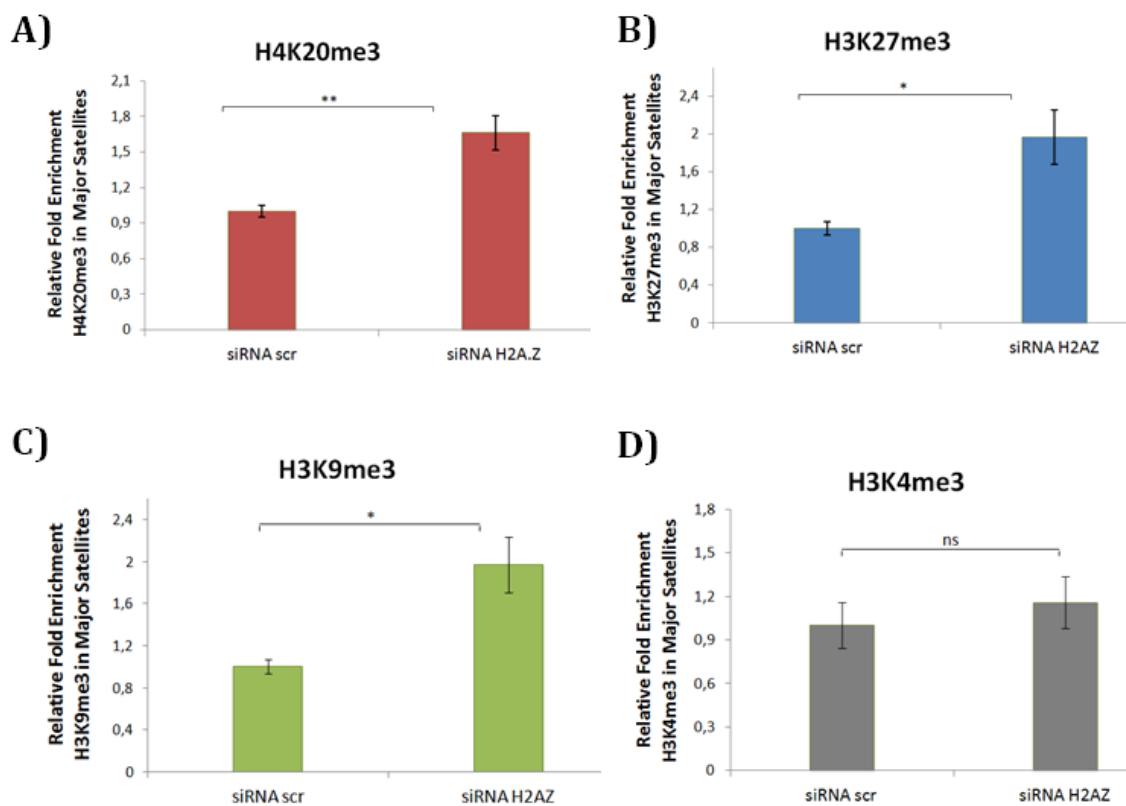 A)
H4K20me3
Relative Fold Enrichment
H4K20me3 in Major Satellites
2,1
1,8
1,5
1,2
0,9
0,6
0,3
0
**
siRNA scr
siRNA H2A.Z
B)
H3K27me3
Relative Fold Enrichment
H3K27me3 in Major Satellites
2,4
2
1,6
1,2
0,8
0,4
0
*
siRNA scr
siRNA H2AZ
C)
H3K9me3
Relative Fold Enrichment
H3K9me3 in Major Satellites
2,4
2
1,6
1,2
0,8
0,4
0
*
siRNA scr
siRNA H2AZ
D)
H3K4me3
Relative Fold Enrichment
H3K4me3 in Major Satellites
1,8
1,5
1,2
0,9
0,6
0,3
0
ns
siRNA scr
siRNA H2AZ